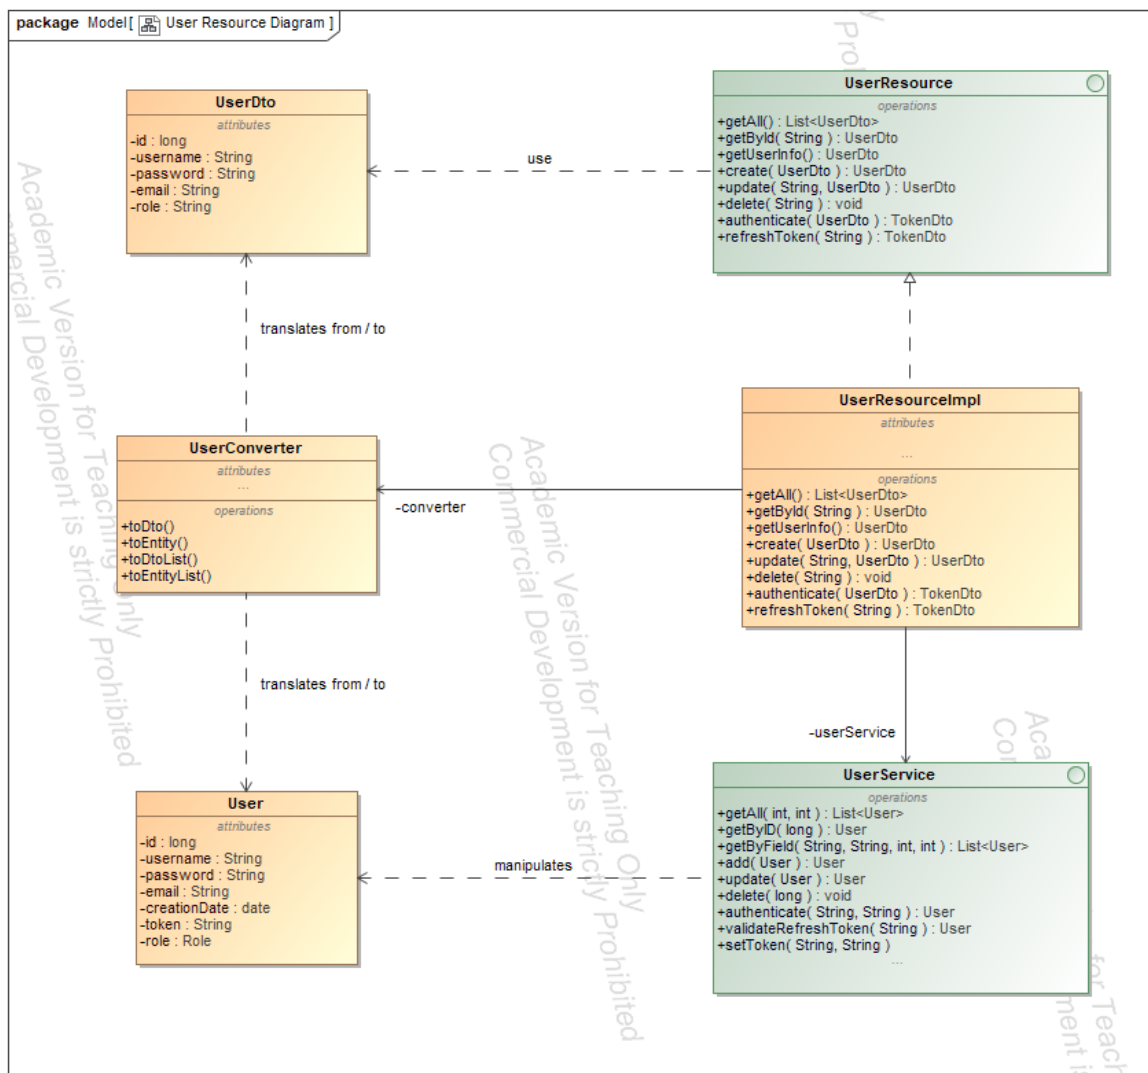 package Model[ User Resource Diagram ]
UserDto
attributes
-id : long
-username : String
-password : String
-email : String
-role : String
UserResource
operations
+getAll() : List<UserDto>
+getById( String ) : UserDto
+getUserInfo() : UserDto
+create( UserDto ) : UserDto
+update( String, UserDto ) : UserDto
+delete( String ) : void
+authenticate( UserDto ) : TokenDto
+refreshToken( String ) : TokenDto
use
translates from / to
UserConverter
attributes
...
operations
+toDto()
+toEntity()
+toDtoList()
+toEntityList()
-converter
UserResourceImpl
attributes
...
operations
+getAll() : List<UserDto>
+getById( String ) : UserDto
+getUserInfo() : UserDto
+create( UserDto ) : UserDto
+update( String, UserDto ) : UserDto
+delete( String ) : void
+authenticate( UserDto ) : TokenDto
+refreshToken( String ) : TokenDto
translates from / to
-userService
User
attributes
-id : long
-username : String
-password : String
-email : String
-creationDate : date
-token : String
-role : Role
manipulates
UserService
operations
+getAll( int, int ) : List<User>
+getByID( long ) : User
+getByField( String, String, int, int ) : List<User>
+add( User ) : User
+update( User ) : User
+delete( long ) : void
+authenticate( String, String ) : User
+validateRefreshToken( String ) : User
+setToken( String, String )
...
Academic Version for Teaching Only
Commercial Development is strictly Prohibited
Academic Version for Teaching Only
Commercial Development is strictly Prohibited